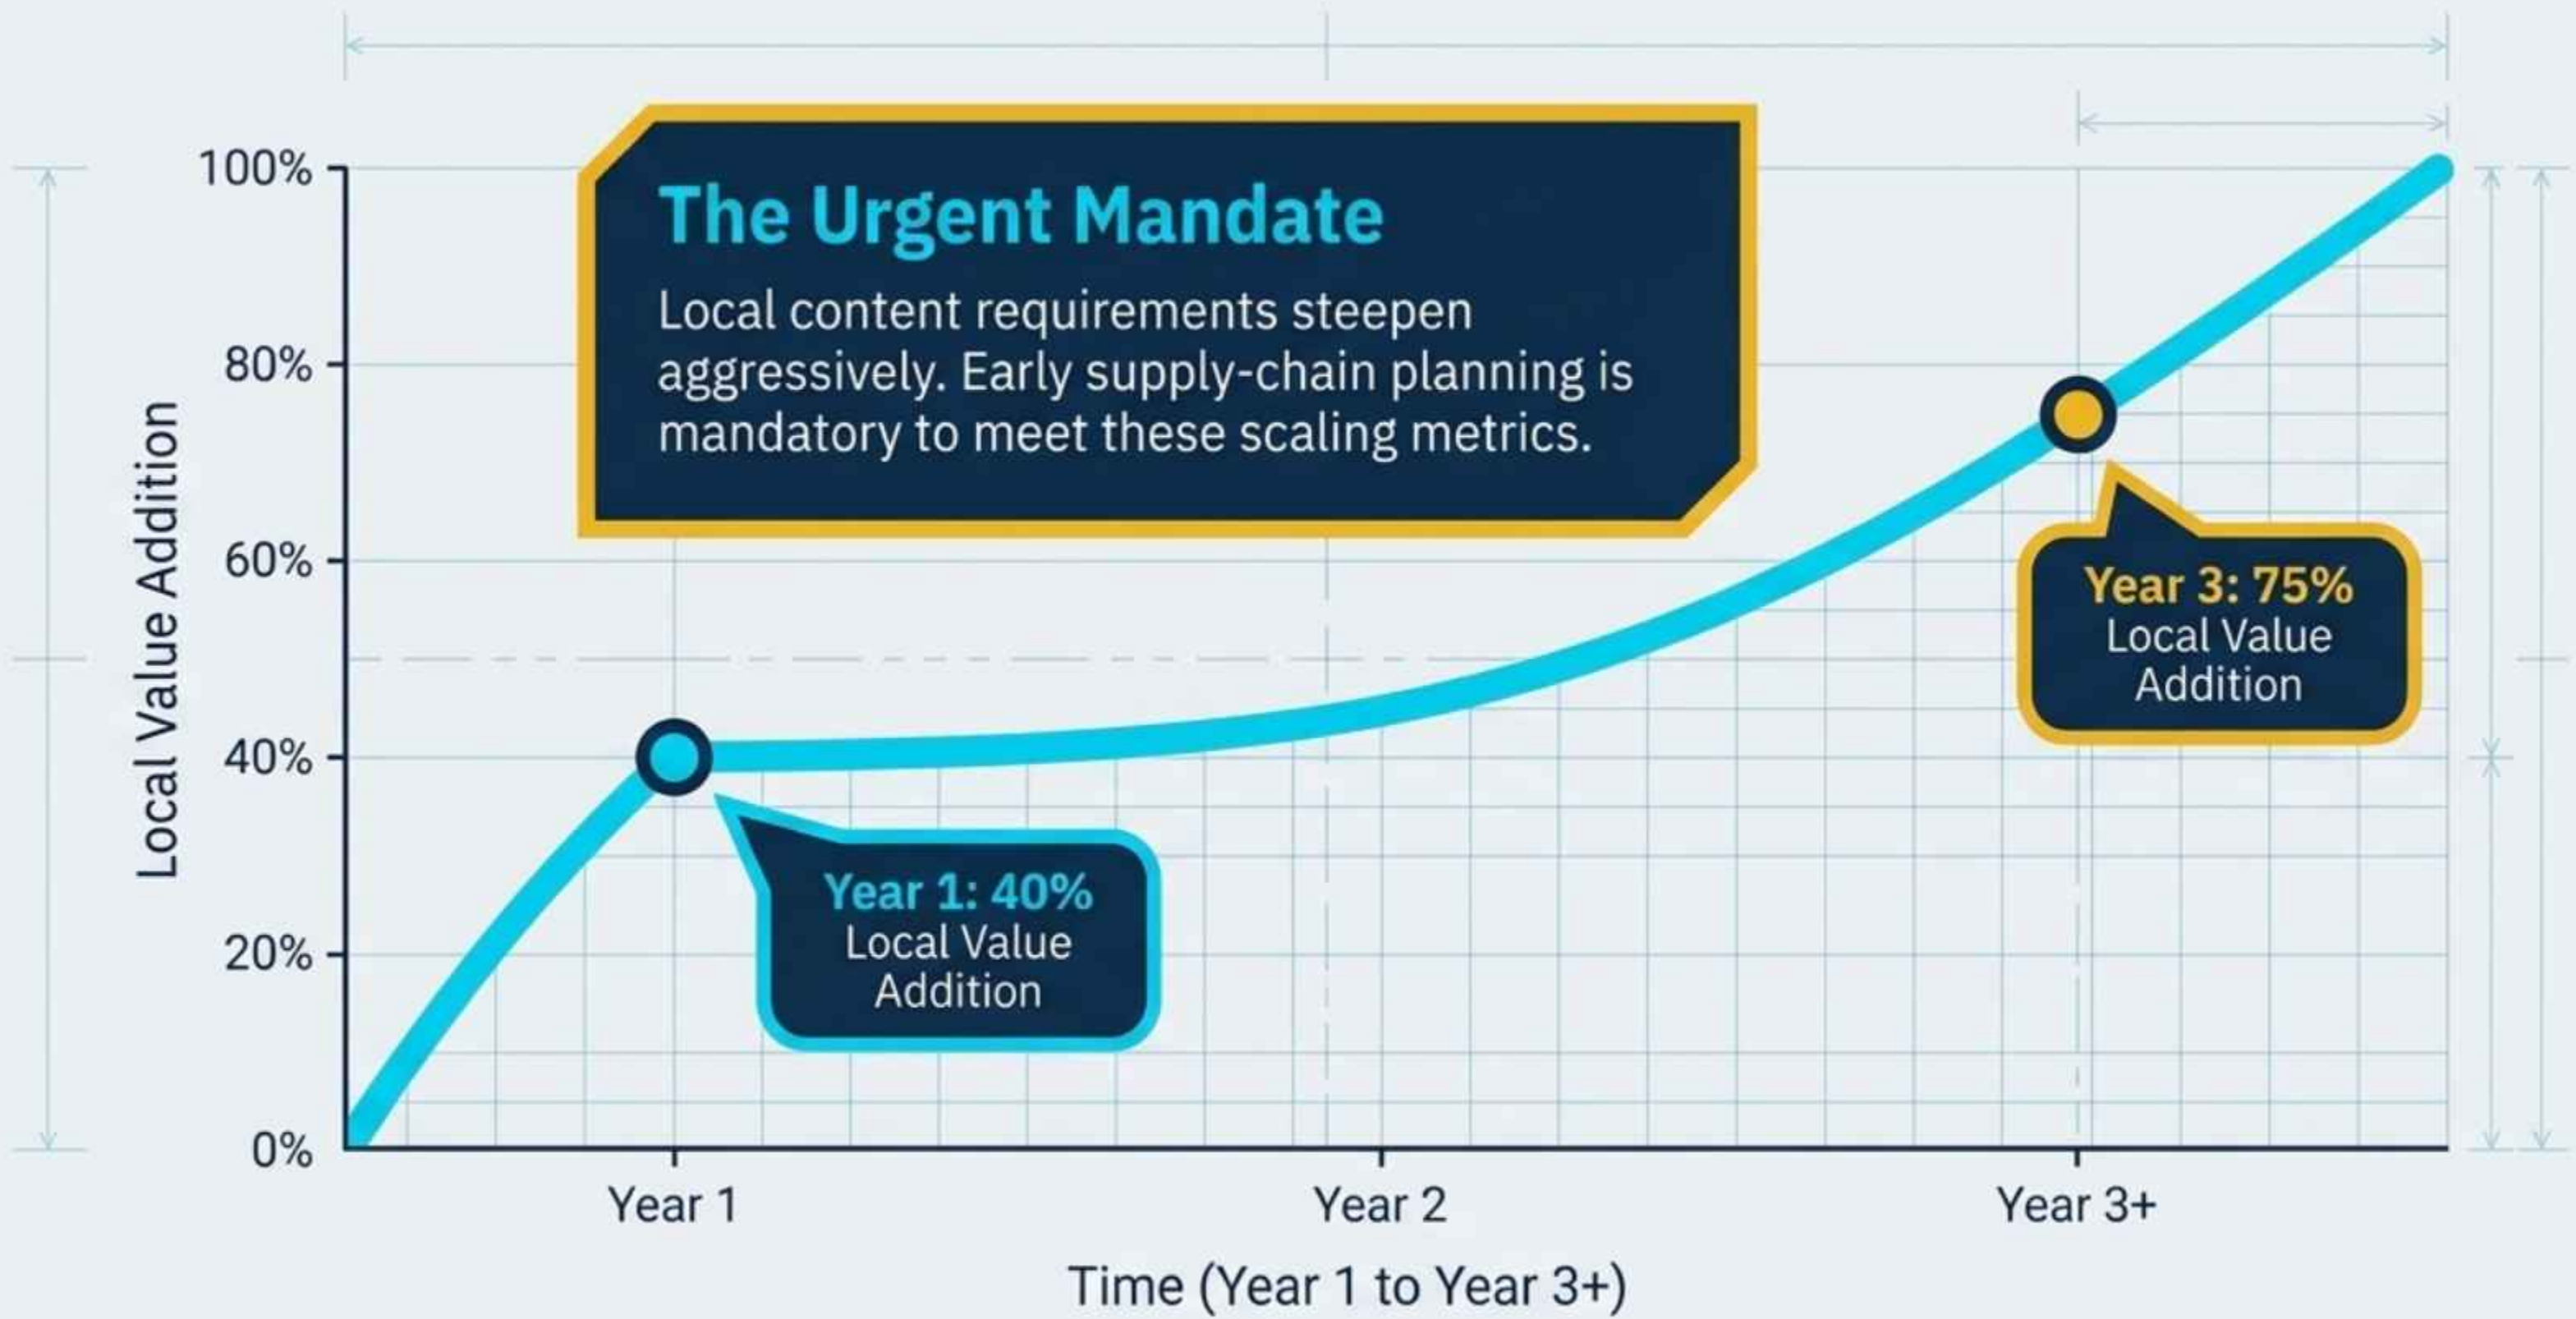 The Urgent Mandate
Local content requirements steepen
aggressively. Early supply-chain planning is
mandatory to meet these scaling metrics.
Local Value Addition
100%
80%
60%
40%
20%
0%
Year 1: 40%
Local Value
Addition
Year 3: 75%
Local Value
Addition
Year 1
Year 2
Year 3+
Time (Year 1 to Year 3+)